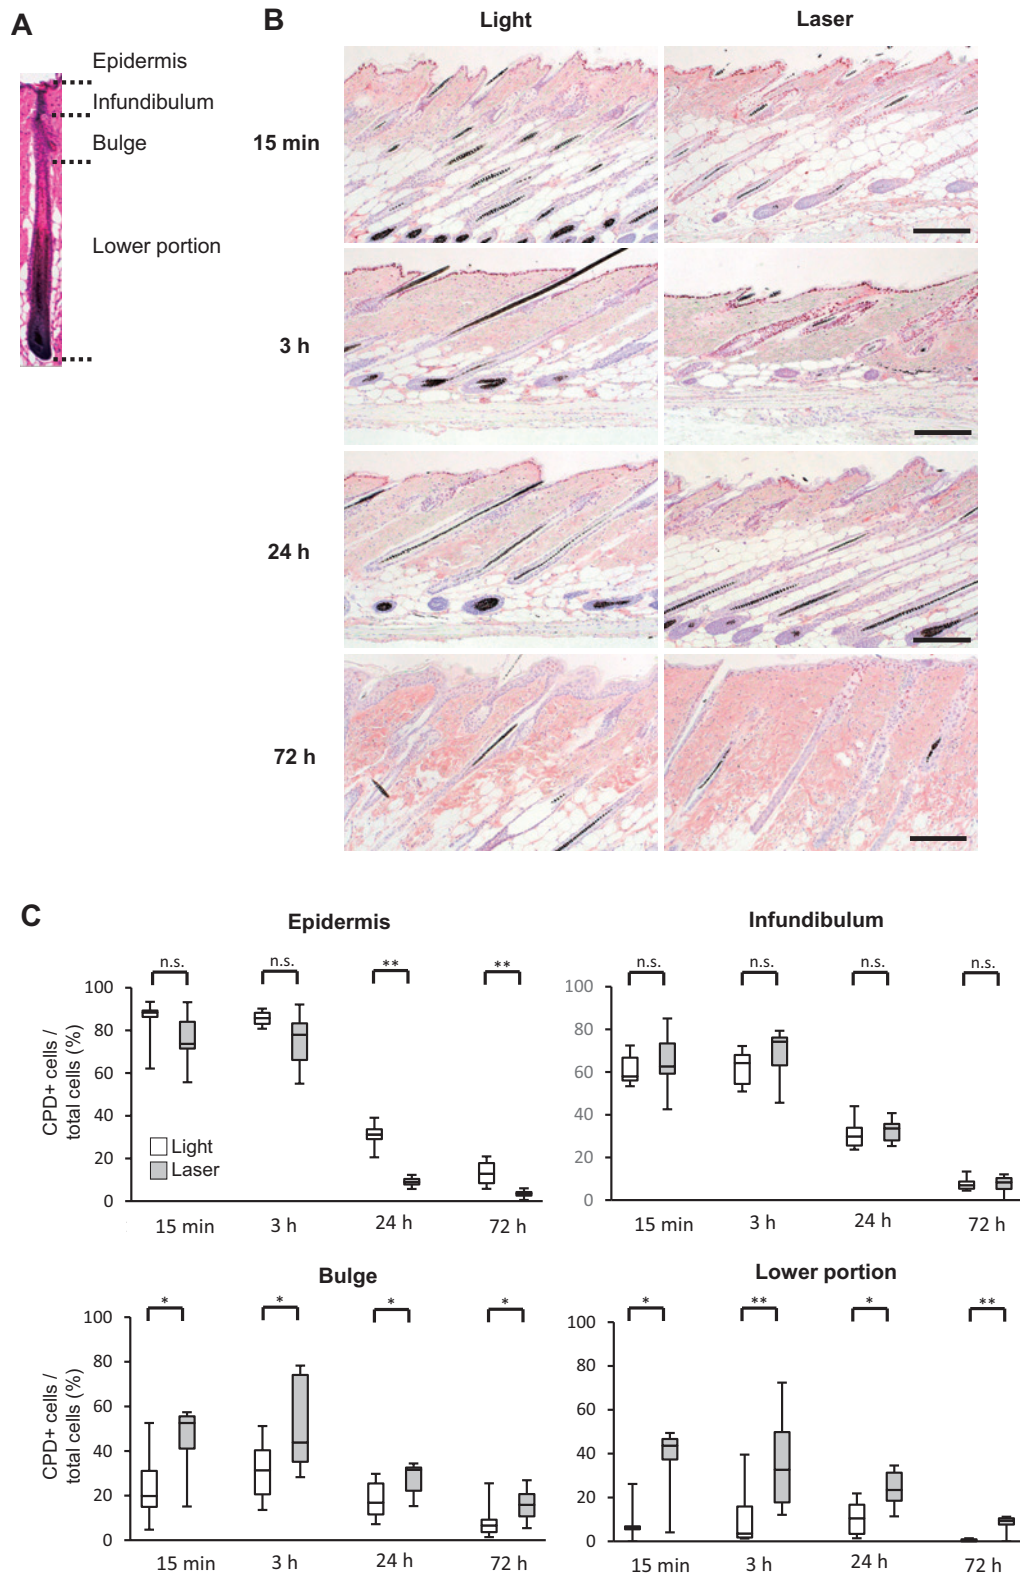 A
Epidermis
Infundibulum
Bulge
Lower portion
B
Light
Laser
15 min
3 h
24 h
72 h
C
Epidermis
n.s.
n.s.
**
**
100
80
60
40
20
0
CPD+ cells /
total cells (%)
Light
Laser
15 min
3 h
24 h
72 h
Infundibulum
n.s.
n.s.
n.s.
n.s.
100
80
60
40
20
0
15 min
3 h
24 h
72 h
Bulge
*
*
*
*
100
80
60
40
20
0
CPD+ cells /
total cells (%)
15 min
3 h
24 h
72 h
Lower portion
*
**
*
**
100
80
60
40
20
0
15 min
3 h
24 h
72 h